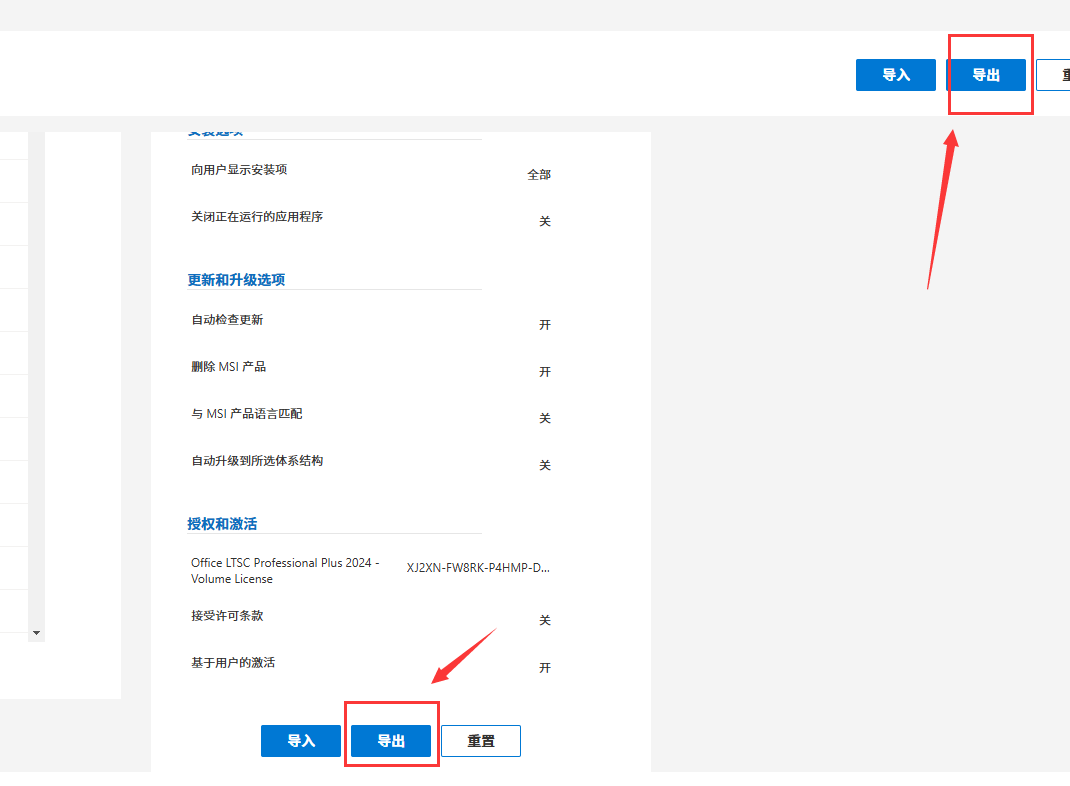 导入
导出
向用户显示安装项
全部
关闭正在运行的应用程序
关
更新和升级选项
自动检查更新
开
删除 MSI 产品
开
与 MSI 产品语言匹配
关
自动升级到所选体系结构
关
授权和激活
Office LTSC Professional Plus 2024 -
Volume License
XJ2XN-FW8RK-P4HMP-D...
接受许可条款
关
基于用户的激活
开
导入
导出
重置